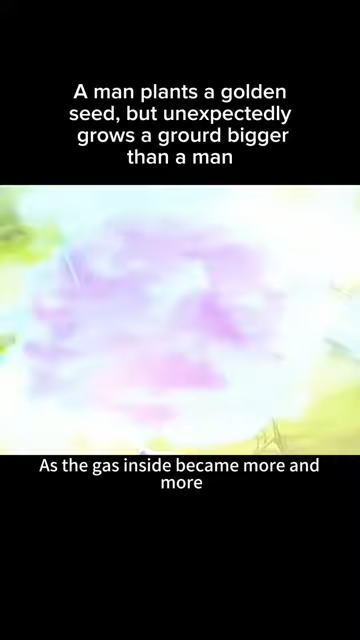 A man plants a golden
seed, but unexpectedly
grows a grourd bigger
than a man
As the gas inside became more and
more